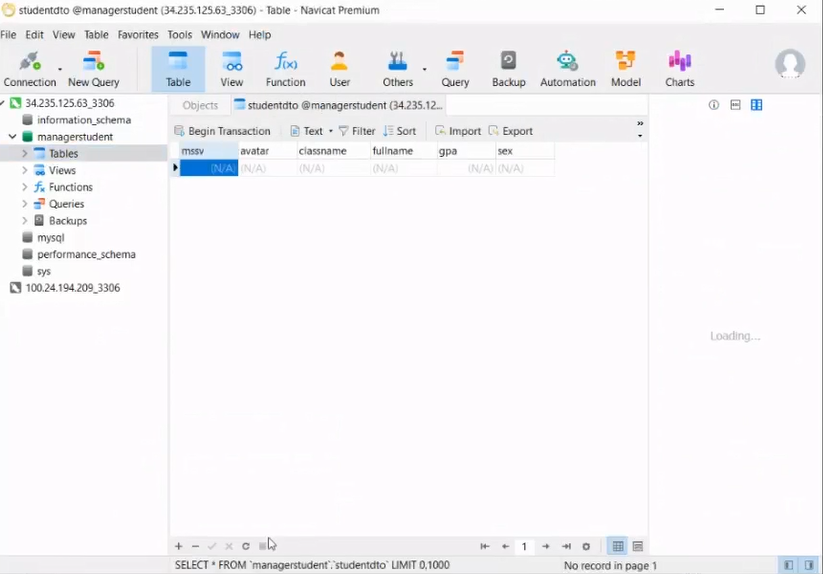 studentdto @managerstudent (34.235.125.63_3306) - Table - Navicat Premium
File Edit View Table Favorites Tools Window Help
Connection New Query Table View Function User Others Query Backup Automation Model Charts
34.235.125.63_3306
information_schema
managerstudent
Tables
Views
Functions
Queries
Backups
mysql
performance_schema
sys
100.24.194.209_3306
Objects studentdto @managerstudent (34.235.12...
Begin Transaction Text Filter Sort Import Export
mssv avatar classname fullname gpa sex
(N/A) (N/A) (N/A) (N/A) (N/A) (N/A)
Loading...
1
SELECT * FROM `managerstudent`.`studentdto` LIMIT 0,1000 No record in page 1